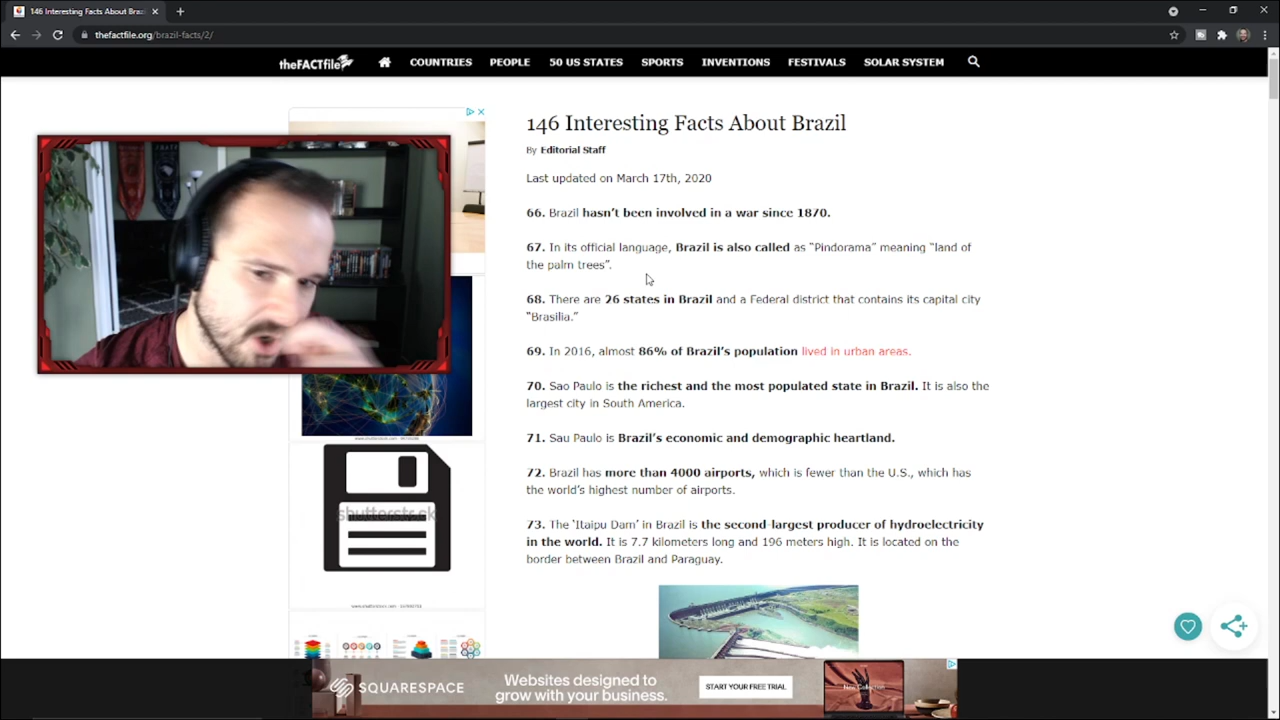 146 Interesting Facts About Brazil
thefactfile.org/brazil-facts/2/
theFACTfile
COUNTRIES PEOPLE 50 US STATES SPORTS INVENTIONS FESTIVALS SOLAR SYSTEM
146 Interesting Facts About Brazil
By Editorial Staff
Last updated on March 17th, 2020
66. Brazil hasn't been involved in a war since 1870.
67. In its official language, Brazil is also called as "Pindorama" meaning "land of
the palm trees".
68. There are 26 states in Brazil and a Federal district that contains its capital city
"Brasilia."
69. In 2016, almost 86% of Brazil's population lived in urban areas.
70. Sao Paulo is the richest and the most populated state in Brazil. It is also the
largest city in South America.
71. Sau Paulo is Brazil's economic and demographic heartland.
72. Brazil has more than 4000 airports, which is fewer than the U.S., which has
the world's highest number of airports.
73. The 'Itaipu Dam' in Brazil is the second-largest producer of hydroelectricity
in the world. It is 7.7 kilometers long and 196 meters high. It is located on the
border between Brazil and Paraguay.
shutterstock
SQUARESPACE
Websites designed to
grow with your business.
START YOUR FREE TRIAL
New Collection